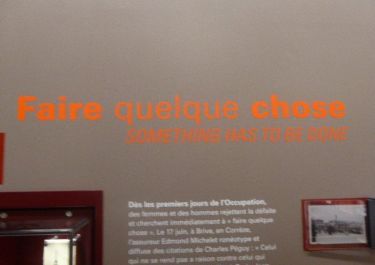 Faire quelque chose
SOMETHING HAS TO BE DONE
Dès les premiers jours de l'Occupation,
des femmes et des hommes rejettent la défaite
et cherchent immédiatement à « faire quelque
chose ». Le 17 juin, à Brive, en Corrèze,
l'assureur Edmond Michelet ronéotype et
diffuse des citations de Charles Péguy : « Celui
qui ne se rend pas a raison contre celui qui